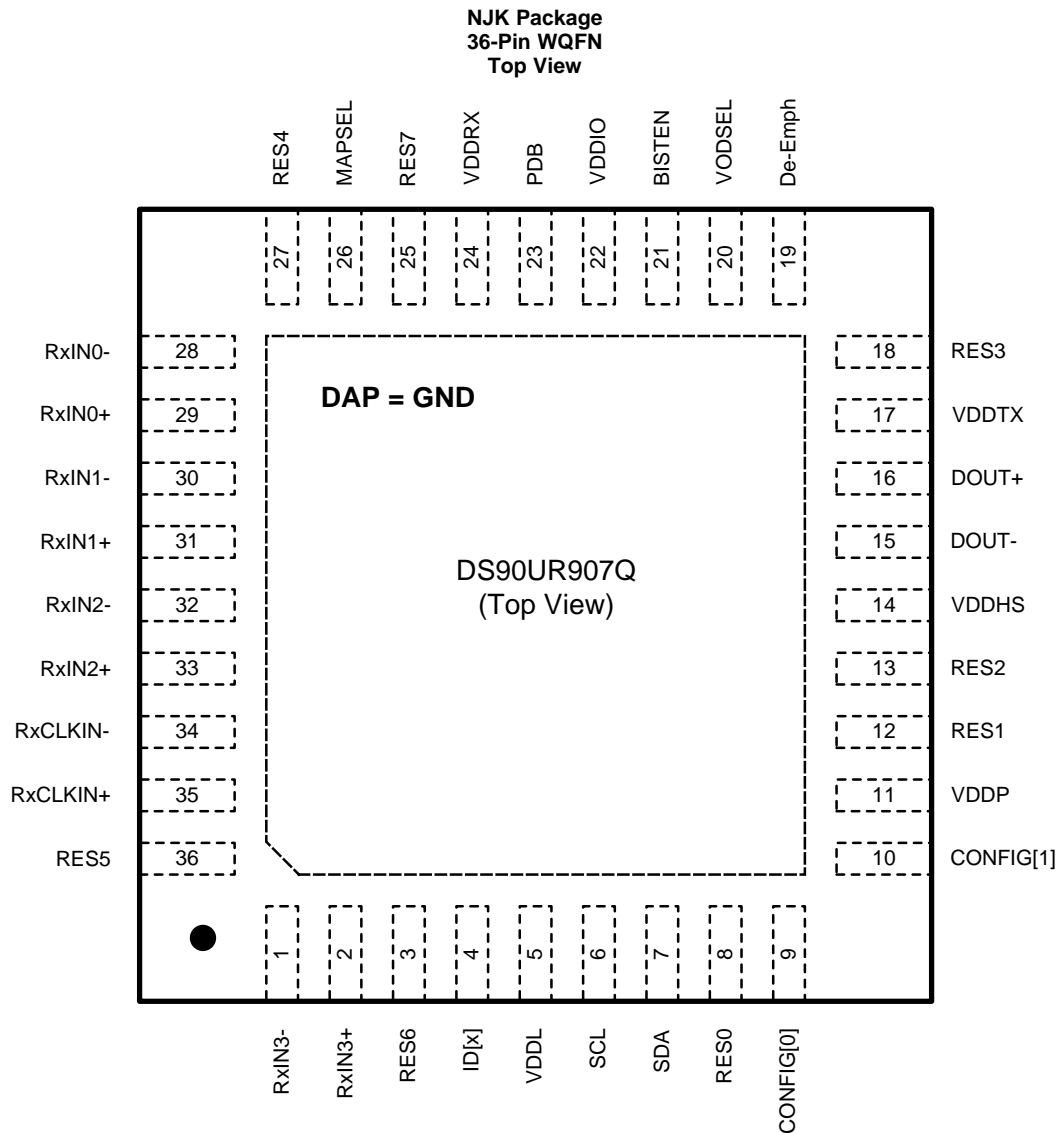 NJK Package
36-Pin WQFN
Top View
RES4
MAPSEL
RES7
VDDRX
PDB
VDDIO
BISTEN
VODSEL
De-Emph
27
26
25
24
23
22
21
20
19
RxIN0-
28
RxIN0+
29
RxIN1-
30
RxIN1+
31
RxIN2-
32
RxIN2+
33
RxCLKIN-
34
RxCLKIN+
35
RES5
36
DAP = GND
DS90UR907Q
(Top View)
18
RES3
17
VDDTX
16
DOUT+
15
DOUT-
14
VDDHS
13
RES2
12
RES1
11
VDDP
10
CONFIG[1]
1
2
3
4
5
6
7
8
9
RxIN3-
RxIN3+
RES6
ID[x]
VDDL
SCL
SDA
RES0
CONFIG[0]